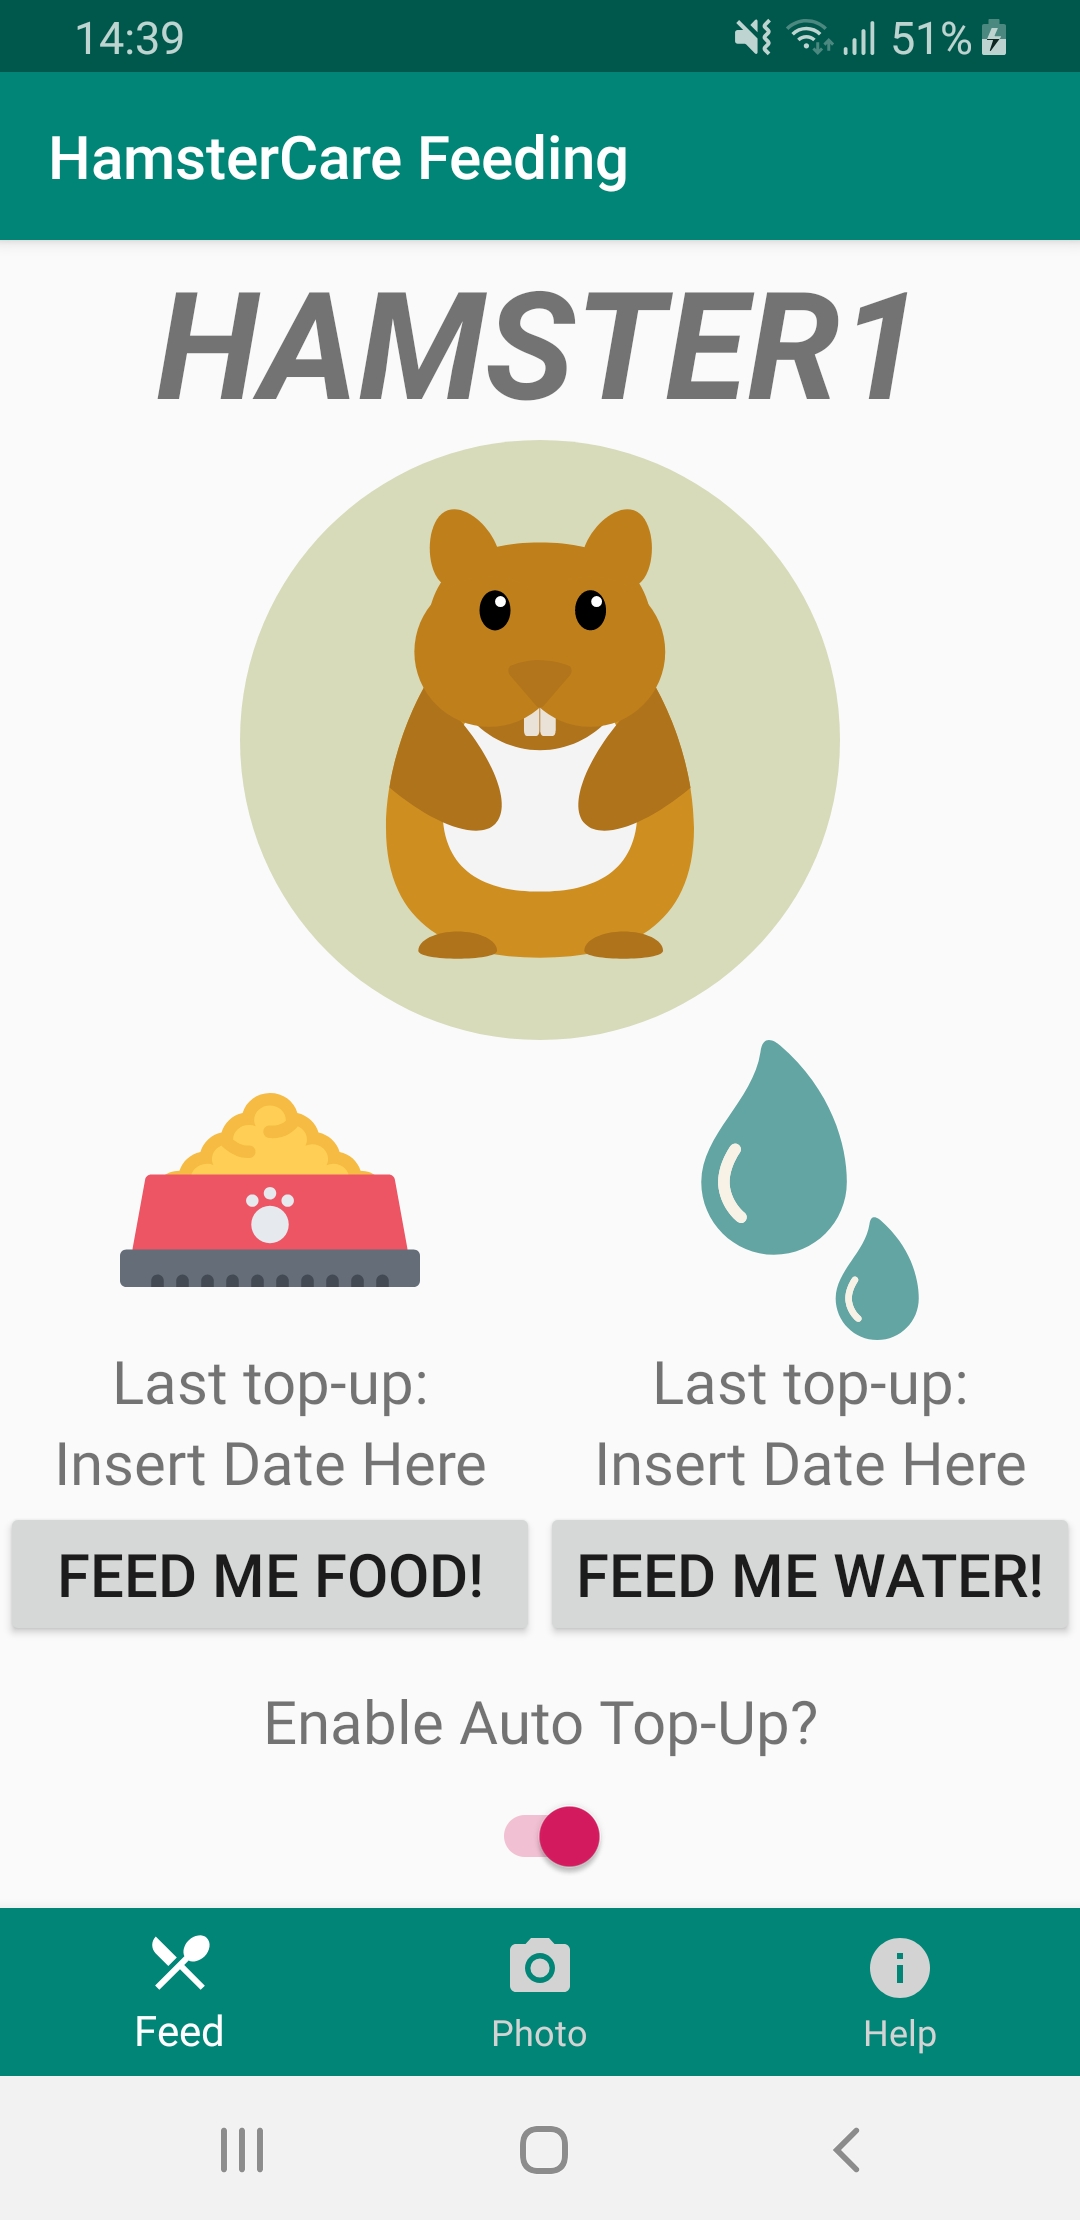 14:39
51%
HamsterCare Feeding
HAMSTER1
Last top-up:
Insert Date Here
Last top-up:
Insert Date Here
FEED ME FOOD!
FEED ME WATER!
Enable Auto Top-Up?
Feed
Photo
Help